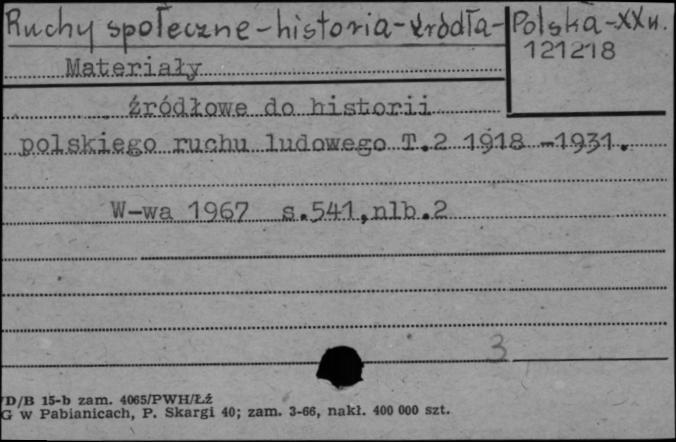 Ruchy społeczne-historia-źródła-Polska-XXw.
121218
Materiały
źródłowe do historii
polskiego ruchu ludowego T.2 1918 -1931.
W-wa 1967 s.541,nlb.2
3
D/B 15-b zam. 4065/PWH/Łź
G w Pabianicach, P. Skargi 40; zam. 3-66, nakł. 400 000 szt.